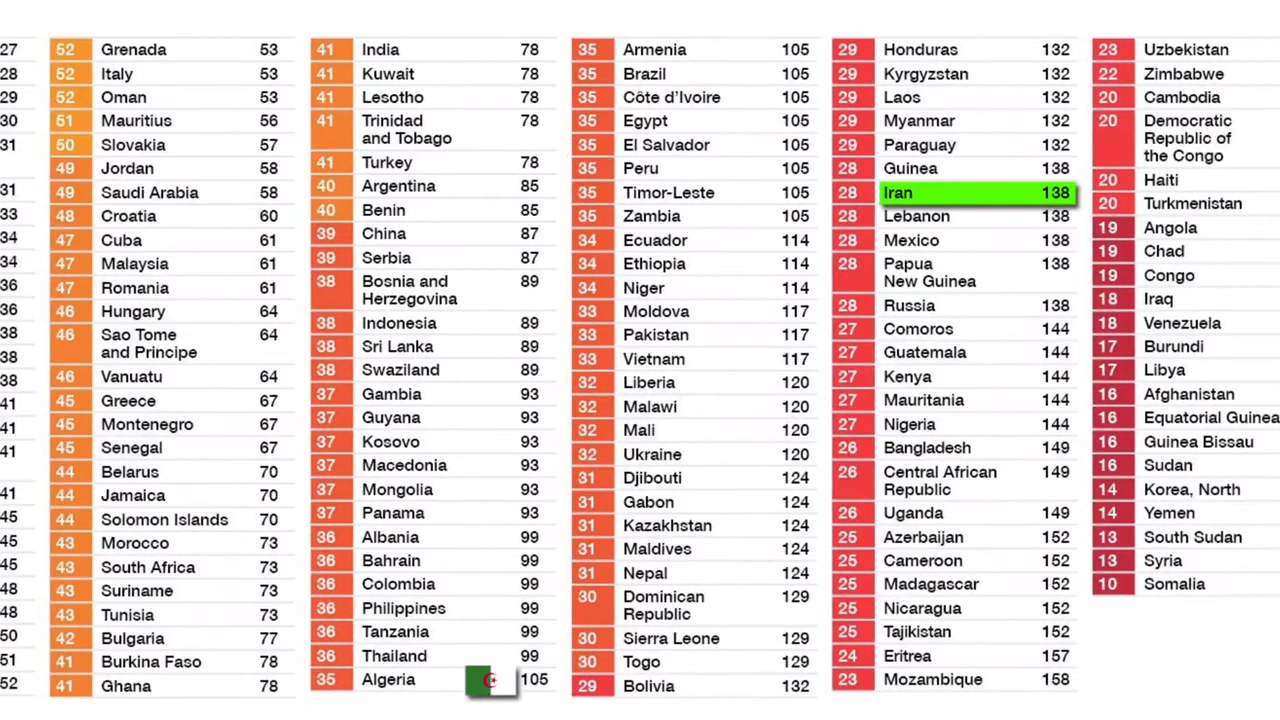 27
28
29
30
31
31
33
34
34
36
36
38
38
38
41
41
41
41
45
45
45
48
48
50
51
52
52 Grenada 53
52 Italy 53
52 Oman 53
51 Mauritius 56
50 Slovakia 57
49 Jordan 58
49 Saudi Arabia 58
48 Croatia 60
47 Cuba 61
47 Malaysia 61
47 Romania 61
46 Hungary 64
46 Sao Tome 64
and Principe
46 Vanuatu 64
45 Greece 67
45 Montenegro 67
45 Senegal 67
44 Belarus 70
44 Jamaica 70
44 Solomon Islands 70
43 Morocco 73
43 South Africa 73
43 Suriname 73
43 Tunisia 73
42 Bulgaria 77
41 Burkina Faso 78
41 Ghana 78
41 India 78
41 Kuwait 78
41 Lesotho 78
41 Trinidad 78
and Tobago
41 Turkey 78
40 Argentina 85
40 Benin 85
39 China 87
39 Serbia 87
38 Bosnia and 89
Herzegovina
38 Indonesia 89
38 Sri Lanka 89
38 Swaziland 89
37 Gambia 93
37 Guyana 93
37 Kosovo 93
37 Macedonia 93
37 Mongolia 93
37 Panama 93
36 Albania 99
36 Bahrain 99
36 Colombia 99
36 Philippines 99
36 Tanzania 99
36 Thailand 99
35 Algeria 105
35 Armenia 105
35 Brazil 105
35 Côte d’Ivoire 105
35 Egypt 105
35 El Salvador 105
35 Peru 105
35 Timor-Leste 105
35 Zambia 105
34 Ecuador 114
34 Ethiopia 114
34 Niger 114
33 Moldova 117
33 Pakistan 117
33 Vietnam 117
32 Liberia 120
32 Malawi 120
32 Mali 120
32 Ukraine 120
31 Djibouti 124
31 Gabon 124
31 Kazakhstan 124
31 Maldives 124
31 Nepal 124
30 Dominican 129
Republic
30 Sierra Leone 129
30 Togo 129
29 Bolivia 132
29 Honduras 132
29 Kyrgyzstan 132
29 Laos 132
29 Myanmar 132
29 Paraguay 132
28 Guinea 138
28 Iran 138
28 Lebanon 138
28 Mexico 138
28 Papua 138
New Guinea
28 Russia 138
27 Comoros 144
27 Guatemala 144
27 Kenya 144
27 Mauritania 144
27 Nigeria 144
26 Bangladesh 149
26 Central African 149
Republic
26 Uganda 149
25 Azerbaijan 152
25 Cameroon 152
25 Madagascar 152
25 Nicaragua 152
25 Tajikistan 152
24 Eritrea 157
23 Mozambique 158
23 Uzbekistan
22 Zimbabwe
20 Cambodia
20 Democratic
Republic of
the Congo
20 Haiti
20 Turkmenistan
19 Angola
19 Chad
19 Congo
18 Iraq
18 Venezuela
17 Burundi
17 Libya
16 Afghanistan
16 Equatorial Guinea
16 Guinea Bissau
16 Sudan
14 Korea, North
14 Yemen
13 South Sudan
13 Syria
10 Somalia